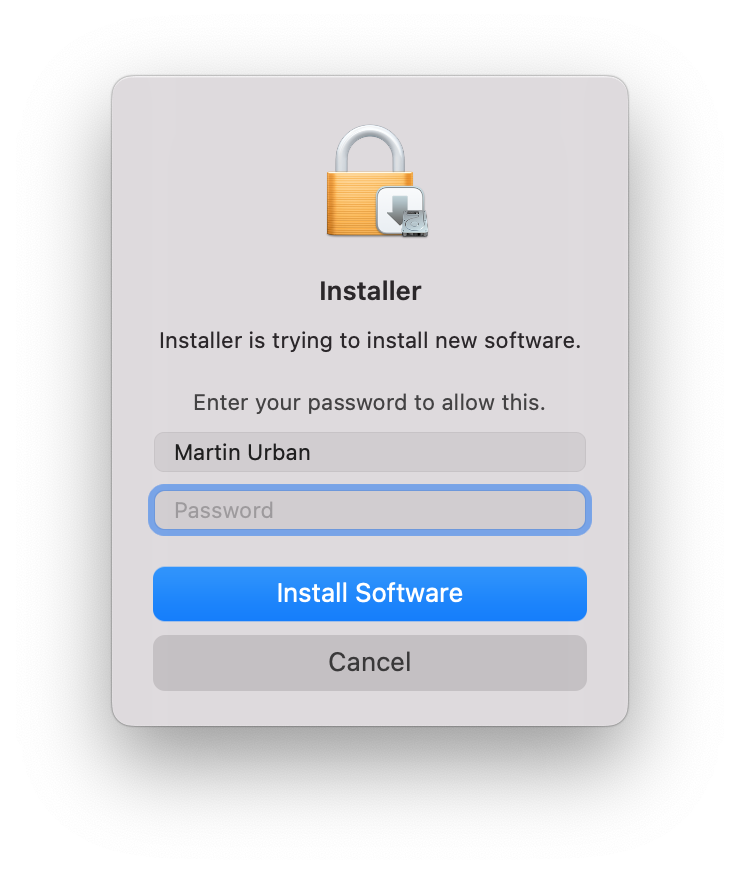 Installer
Installer is trying to install new software.
Enter your password to allow this.
Martin Urban
Password
Install Software
Cancel